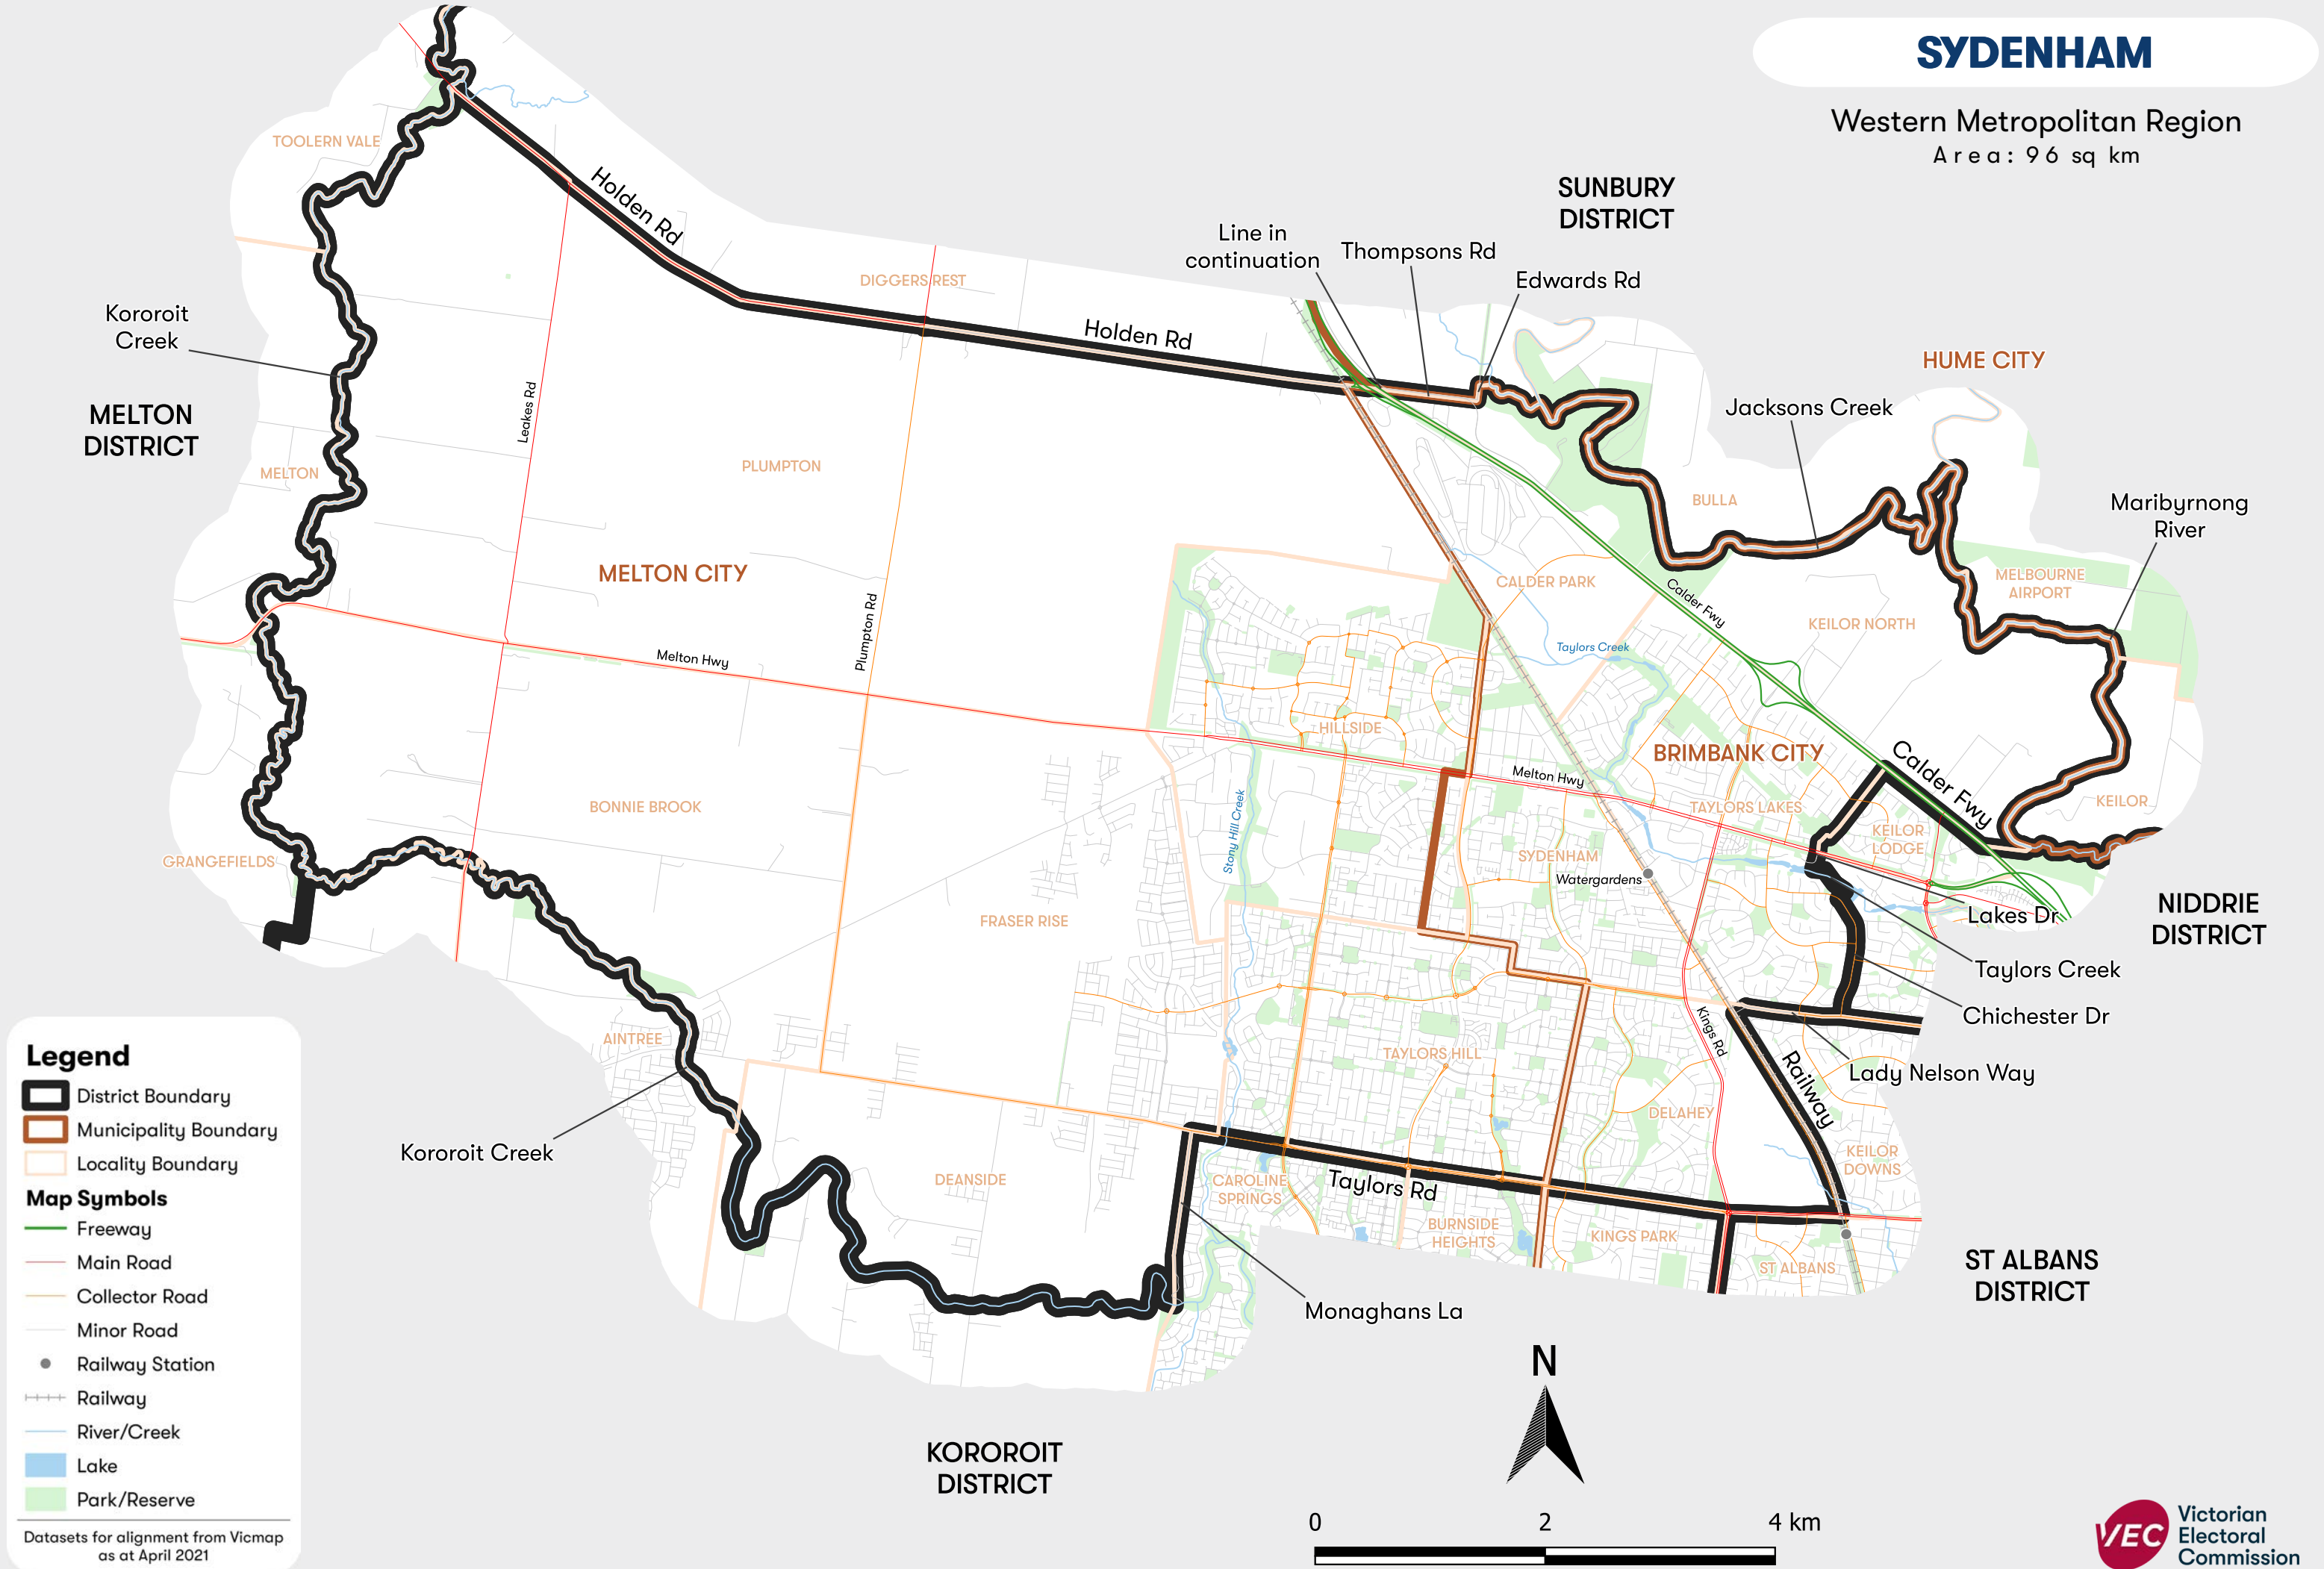 SYDENHAM
Western Metropolitan Region
Area: 96 sq km
TOOLERN VALE
Holden Rd
SUNBURY
DISTRICT
Line in
continuation
Thompsons Rd
Edwards Rd
DIGGERS REST
Kororoit
Creek
Holden Rd
HUME CITY
Leakes Rd
MELTON
DISTRICT
Jacksons Creek
MELTON
PLUMPTON
BULLA
Maribyrnong
River
MELTON CITY
CALDER PARK
Calder Fwy
MELBOURNE
AIRPORT
KEILOR NORTH
Plumpton Rd
Melton Hwy
Taylors Creek
HILLSIDE
BRIMBANK CITY
Calder Fwy
Melton Hwy
BONNIE BROOK
TAYLORS LAKES
KEILOR
Stony Hill Creek
KEILOR
LODGE
GRANGEFIELDS
SYDENHAM
Watergardens
FRASER RISE
Lakes Dr
NIDDRIE
DISTRICT
Taylors Creek
Chichester Dr
Kings Rd
AINTREE
TAYLORS HILL
Railway
Lady Nelson Way
DELAHEY
Kororoit Creek
KEILOR
DOWNS
DEANSIDE
CAROLINE
SPRINGS
Taylors Rd
BURNSIDE
HEIGHTS
KINGS PARK
ST ALBANS
ST ALBANS
DISTRICT
Monaghans La
KOROROIT
DISTRICT
N
0 2 4 km
Legend
District Boundary
Municipality Boundary
Locality Boundary
Map Symbols
Freeway
Main Road
Collector Road
Minor Road
Railway Station
Railway
River/Creek
Lake
Park/Reserve
Datasets for alignment from Vicmap
as at April 2021
VEC
Victorian
Electoral
Commission